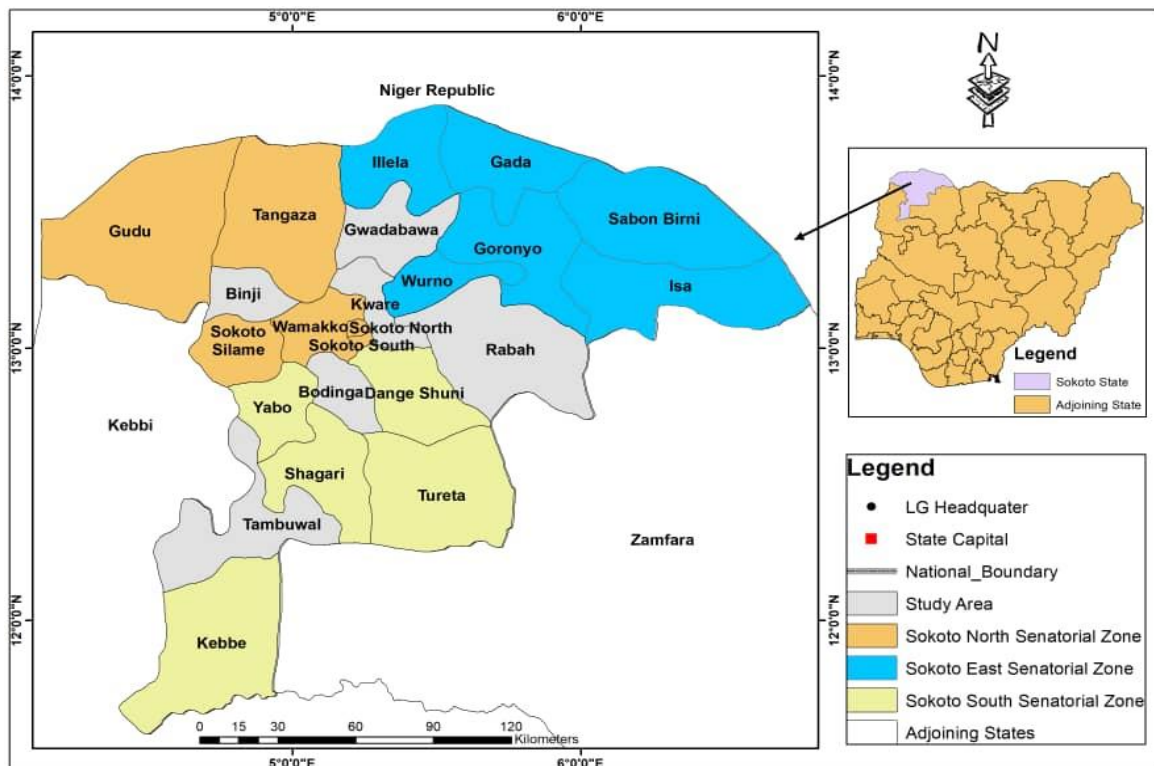 5°0'0"E
6°0'0"E
14°0'0"N
14°0'0"N
13°0'0"N
13°0'0"N
12°0'0"N
12°0'0"N
Niger Republic
Illela
Gada
Tangaza
Sabon Birni
Gudu
Gwadabawa
Goronyo
Wurno
Isa
Binji
Kware
Sokoto
Silame
Wamakko
Sokoto North
Sokoto South
Rabah
Bodinga
Dange Shuni
Yabo
Kebbi
Shagari
Tureta
Tambuwal
Zamfara
Kebbe
0 15 30 60 90 120
Kilometers
5°0'0"E
6°0'0"E
N
Legend
Sokoto State
Adjoining State
Legend
LG Headquater
State Capital
National_Boundary
Study Area
Sokoto North Senatorial Zone
Sokoto East Senatorial Zone
Sokoto South Senatorial Zone
Adjoining States